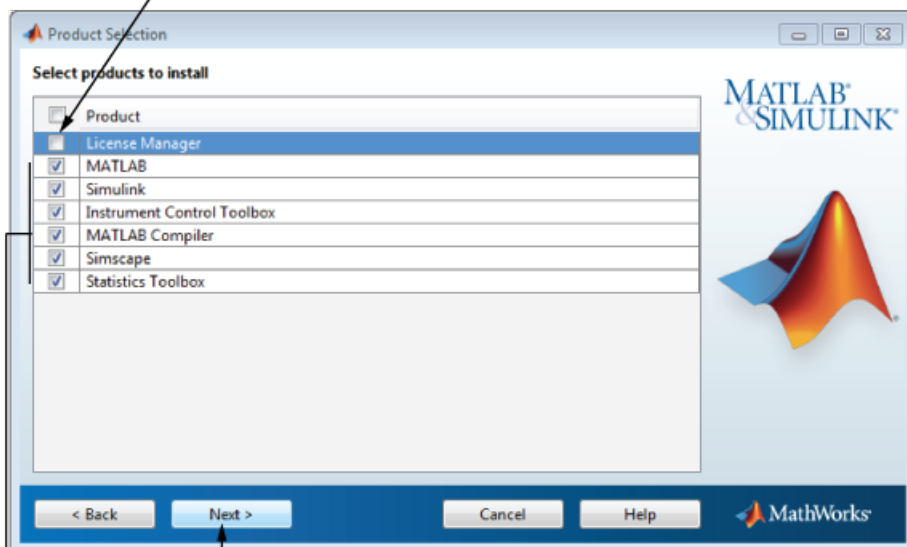 Product Selection
Select products to install
Product
License Manager
MATLAB
Simulink
Instrument Control Toolbox
MATLAB Compiler
Simscape
Statistics Toolbox
MATLAB®
&SIMULINK®
®
< Back Next > Cancel Help MathWorks®